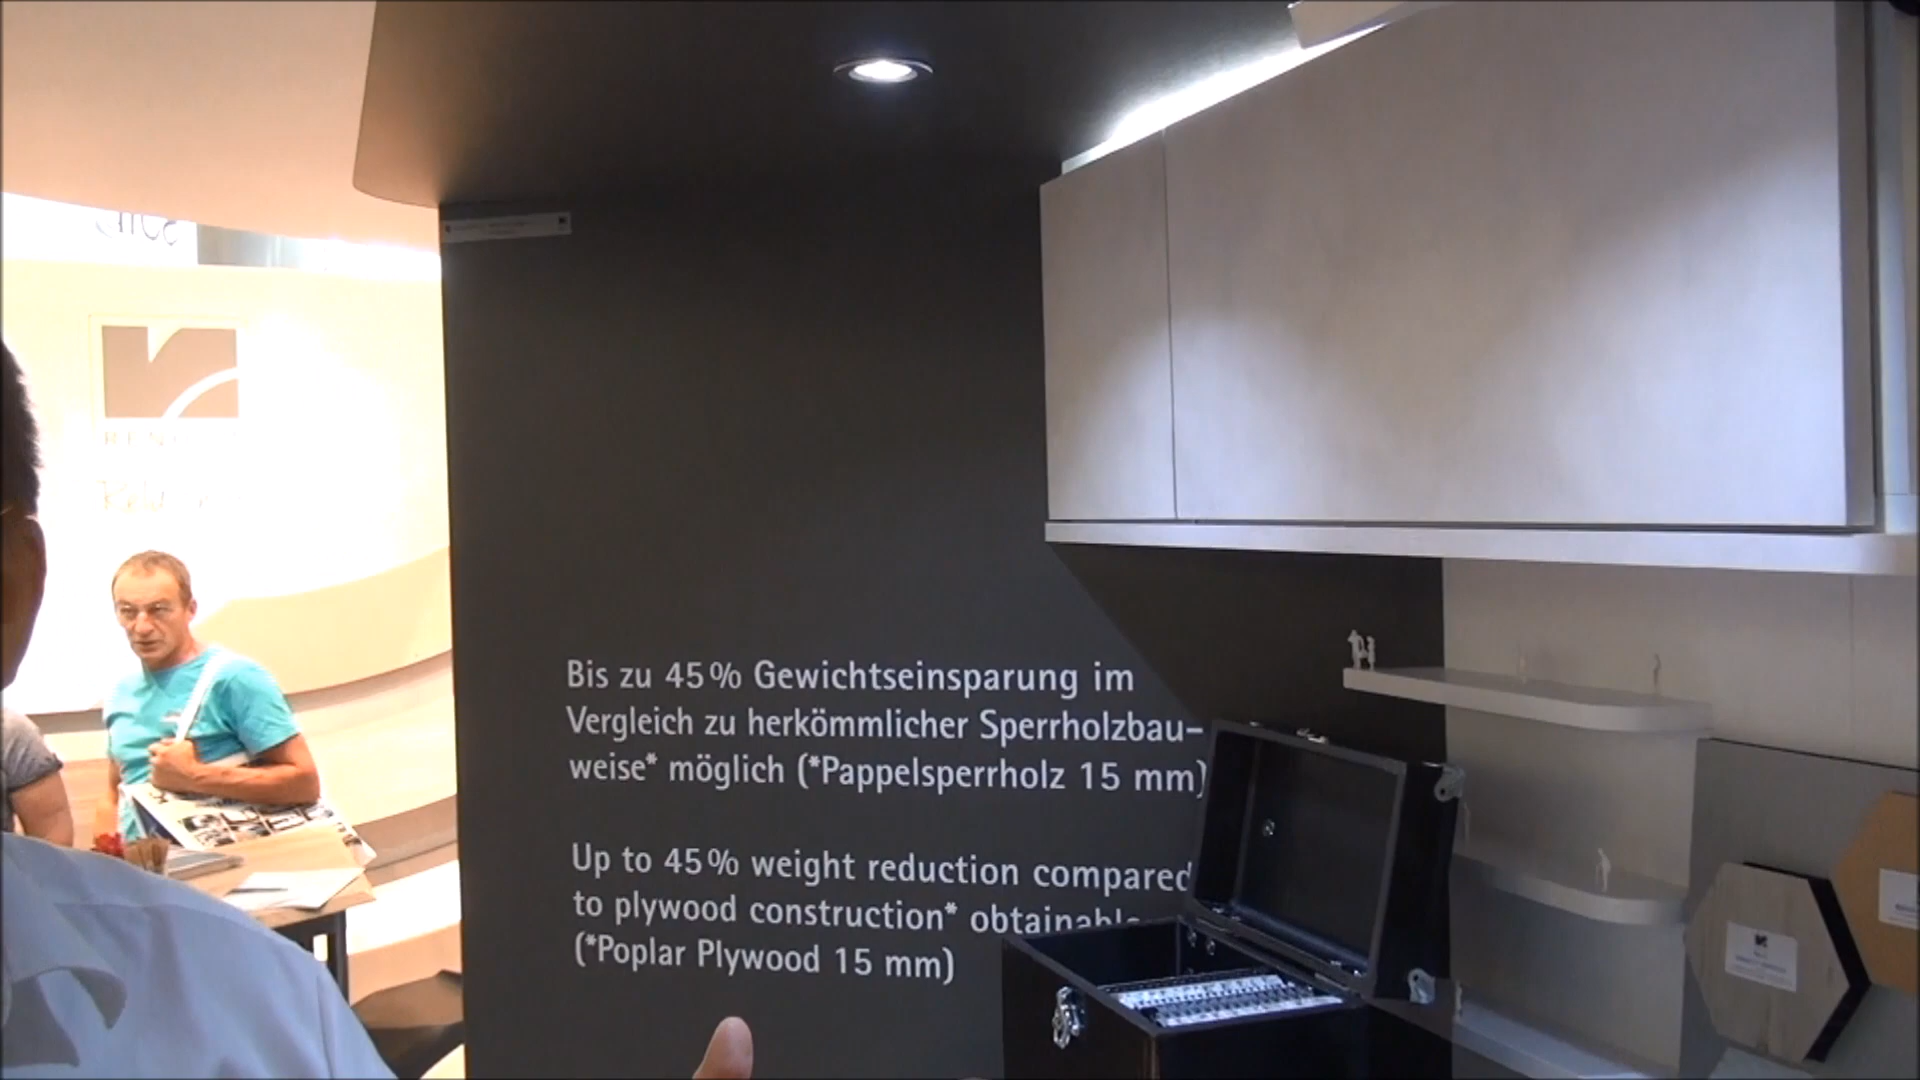 Bis zu 45% Gewichtseinsparung im
Vergleich zu herkömmlicher Sperrholzbau-
weise* möglich (*Pappelsperrholz 15 mm)
Up to 45% weight reduction compared
to plywood construction*
(*Poplar Plywood 15 mm)